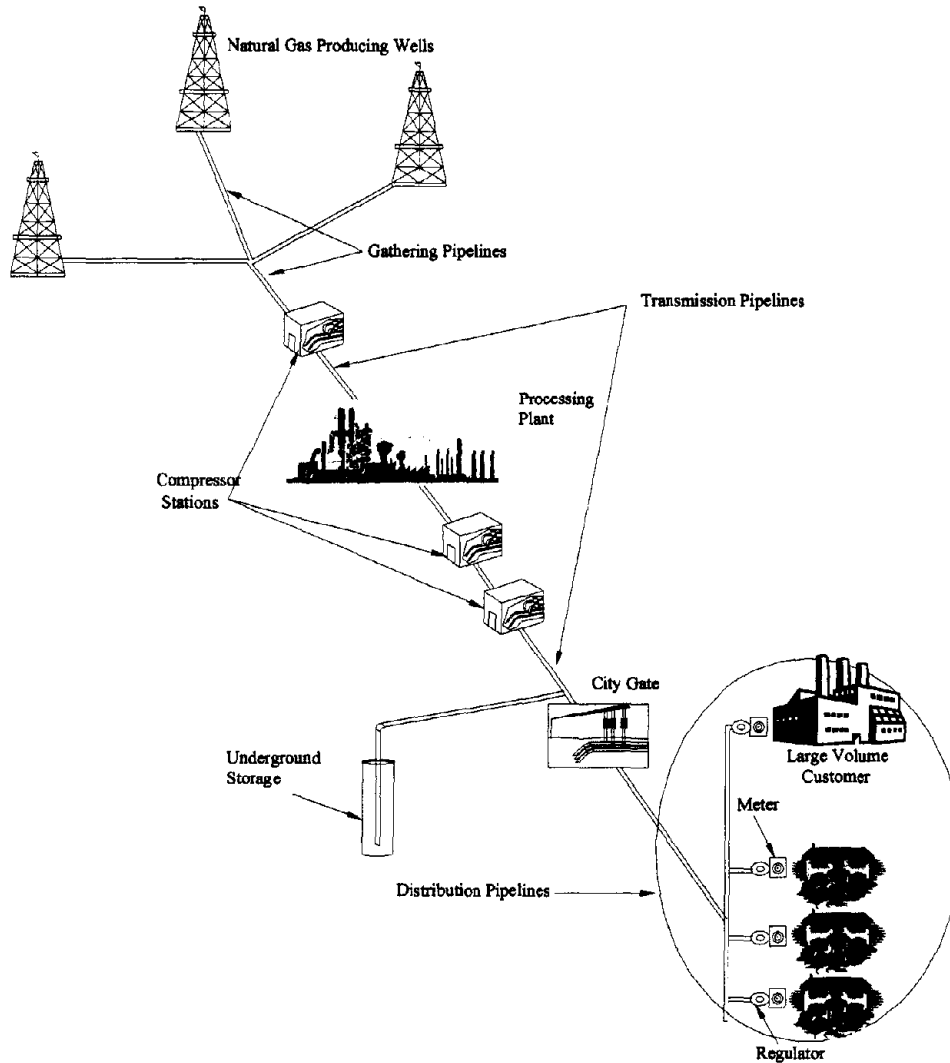 Natural Gas Producing Wells
Gathering Pipelines
Transmission Pipelines
Processing
Plant
Compressor
Stations
City Gate
Underground
Storage
Large Volume
Customer
Meter
Distribution Pipelines
Regulator